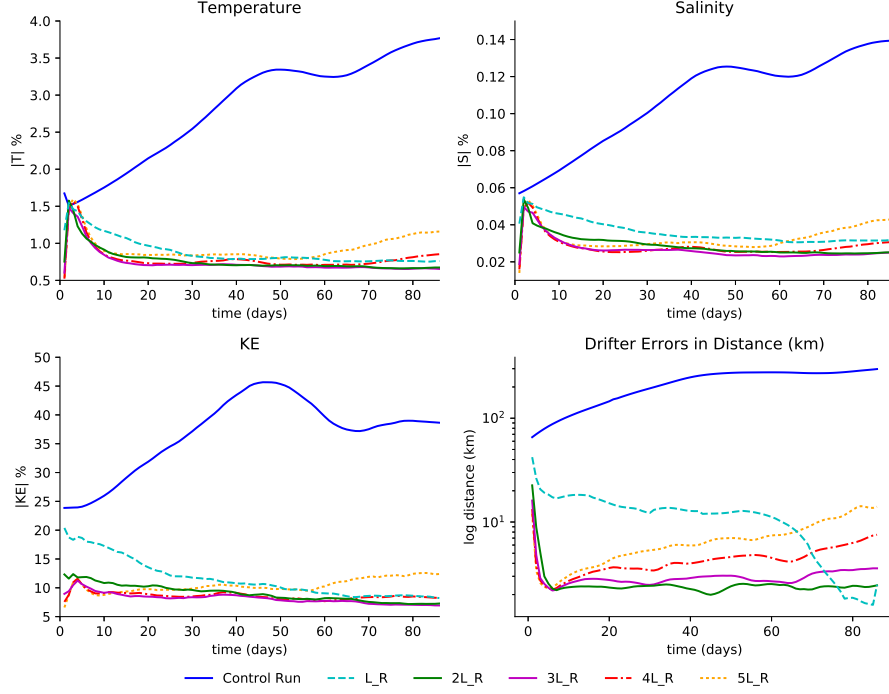 Temperature
Salinity
4.0
3.5
3.0
2.5
2.0
1.5
1.0
0.5
|T| %
0 10 20 30 40 50 60 70 80
time (days)
0.14
0.12
0.10
0.08
0.06
0.04
0.02
|S| %
0 10 20 30 40 50 60 70 80
time (days)
KE
Drifter Errors in Distance (km)
50
45
40
35
30
25
20
15
10
5
|KE| %
0 10 20 30 40 50 60 70 80
time (days)
10²
10¹
log distance (km)
0 20 40 60 80
time (days)
Control Run L_R 2L_R 3L_R 4L_R 5L_R